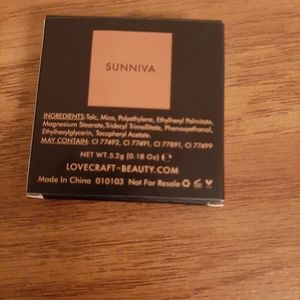 SUNNIVA
INGREDIENTS:Talc, Mica, Polyethylene, Ethylhexyl Palmitate,
Magnesium Stearate,Tridecyl Trimellitate, Phenoxyethanol,
Ethylhexylglycerin, Tocopheryl Acetate.
MAY CONTAIN: CI 77492, CI 77491, CI 77891, CI 77499
NET WT.5.2g (0.18 Oz) ℮
LOVECRAFT-BEAUTY.COM
Made In China 010103 Not For Resale